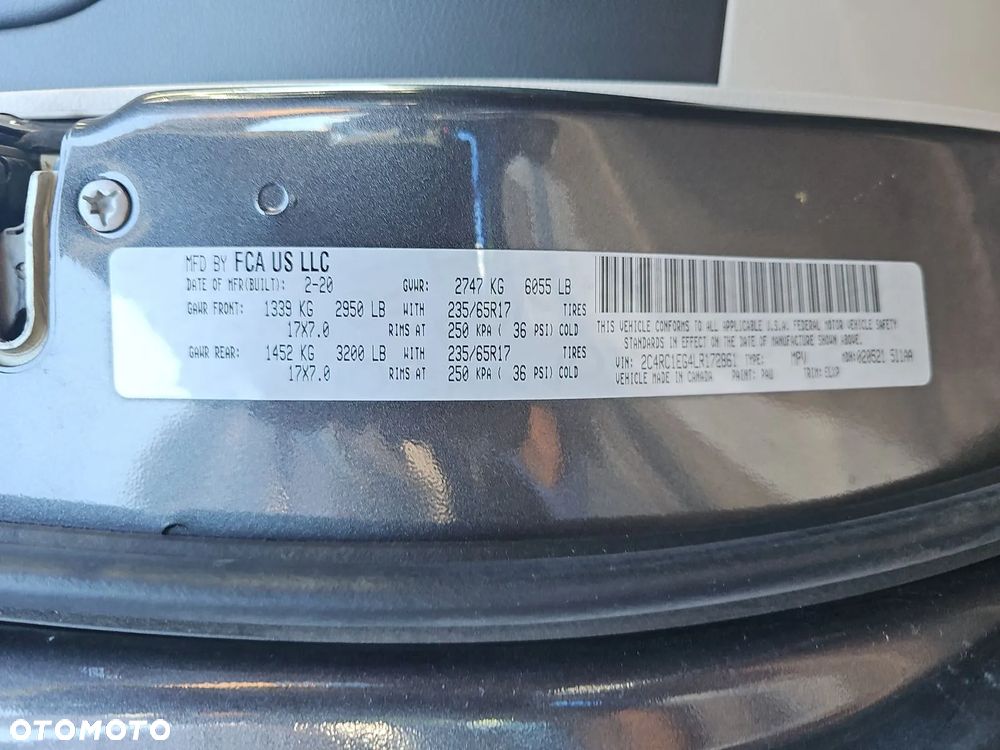 MFD BY FCA US LLC
DATE OF MFR(BUILT): 2-20 GVWR: 2747 KG 6055 LB
GAWR FRONT: 1339 KG 2950 LB WITH 235/65R17 TIRES
17X7.0 RIMS AT 250 KPA ( 36 PSI) COLD
GAWR REAR: 1452 KG 3200 LB WITH 235/65R17 TIRES
17X7.0 RIMS AT 250 KPA ( 36 PSI) COLD
THIS VEHICLE CONFORMS TO ALL APPLICABLE U.S.A. FEDERAL MOTOR VEHICLE SAFETY
STANDARDS IN EFFECT ON THE DATE OF MANUFACTURE SHOWN ABOVE.
VIN: 2C4RC1EG4LR172861 TYPE: MPV MDH:020521 511AA
VEHICLE MADE IN CANADA PAINT: PAU TRIM:
OTOMOTO